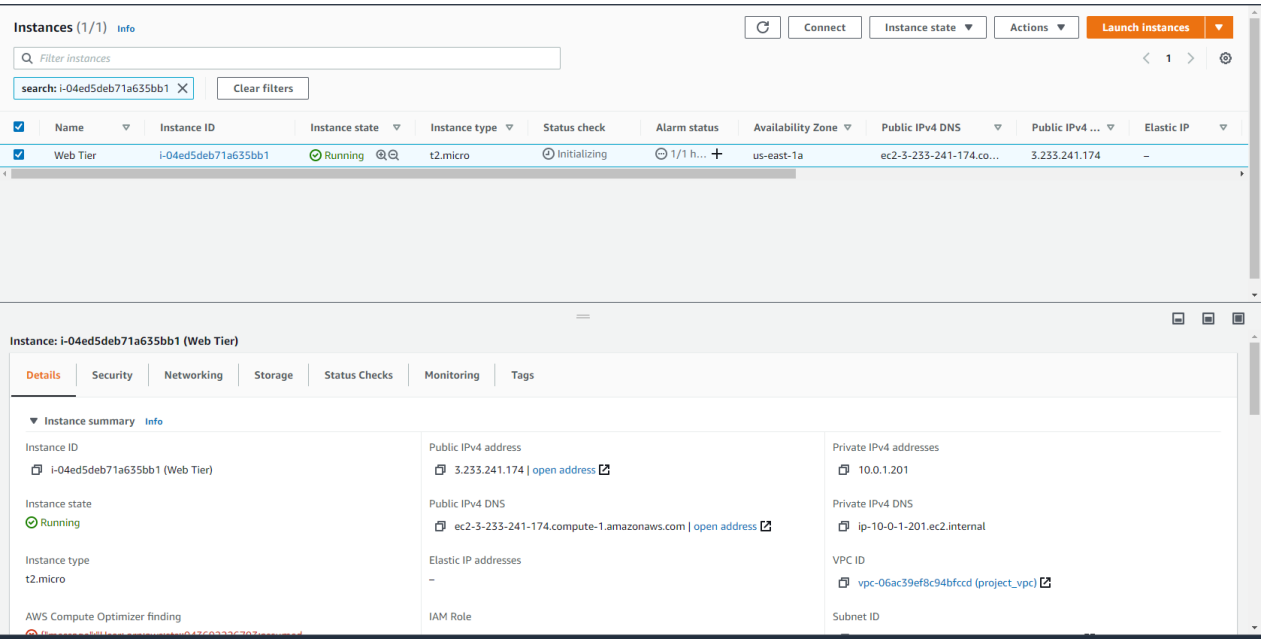 Instances (1/1) Info
Connect
Instance state
Actions
Launch instances
Filter instances
1
search: i-04ed5deb71a635bb1
Clear filters
Name Instance ID Instance state Instance type Status check Alarm status Availability Zone Public IPv4 DNS Public IPv4 ... Elastic IP
Web Tier i-04ed5deb71a635bb1 Running t2.micro Initializing 1/1 h... + us-east-1a ec2-3-233-241-174.co... 3.233.241.174 –
Instance: i-04ed5deb71a635bb1 (Web Tier)
Details Security Networking Storage Status Checks Monitoring Tags
Instance summary Info
Instance ID
i-04ed5deb71a635bb1 (Web Tier)
Public IPv4 address
3.233.241.174 | open address
Private IPv4 addresses
10.0.1.201
Instance state
Running
Public IPv4 DNS
ec2-3-233-241-174.compute-1.amazonaws.com | open address
Private IPv4 DNS
ip-10-0-1-201.ec2.internal
Instance type
t2.micro
Elastic IP addresses
–
VPC ID
vpc-06ac39ef8c94bfccd (project_vpc)
AWS Compute Optimizer finding
IAM Role
Subnet ID